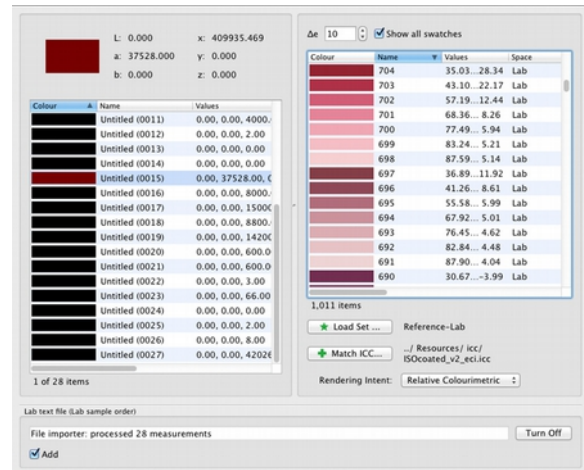 L: 0.000 x: 409935.469
a: 37528.000 y: 0.000
b: 0.000 z: 0.000
Colour Name Values
Untitled (0011) 0.00, 0.00, 4000.
Untitled (0012) 0.00, 0.00, 2.00
Untitled (0013) 0.00, 0.00, 0.00
Untitled (0014) 0.00, 0.00, 0.00
Untitled (0015) 0.00, 37528.00, 0
Untitled (0016) 0.00, 0.00, 8000.
Untitled (0017) 0.00, 0.00, 15000
Untitled (0018) 0.00, 0.00, 8800.
Untitled (0019) 0.00, 0.00, 14200
Untitled (0020) 0.00, 0.00, 600.0
Untitled (0021) 0.00, 0.00, 600.0
Untitled (0022) 0.00, 0.00, 3.00
Untitled (0023) 0.00, 0.00, 66.00
Untitled (0024) 0.00, 0.00, 0.00
Untitled (0025) 0.00, 0.00, 2.00
Untitled (0026) 0.00, 0.00, 8.00
Untitled (0027) 0.00, 0.00, 42026
1 of 28 items
Δe 10 Show all swatches
Colour Name Values Space
704 35.03...28.34 Lab
703 43.10...22.17 Lab
702 57.19...12.44 Lab
701 68.36... 8.26 Lab
700 77.49... 5.94 Lab
699 83.24... 5.21 Lab
698 87.59... 5.14 Lab
697 36.89...11.92 Lab
696 41.26... 8.61 Lab
695 55.58... 5.99 Lab
694 67.92... 5.01 Lab
693 76.45... 4.62 Lab
692 82.84... 4.48 Lab
691 87.90... 4.04 Lab
690 30.67...-3.99 Lab
1,011 items
Load Set ... Reference-Lab
Match ICC... ../ Resources/ icc/
ISOcoated_v2_eci.icc
Rendering Intent: Relative Colourimetric
Lab text file (Lab sample order)
File importer: processed 28 measurements Turn Off
Add